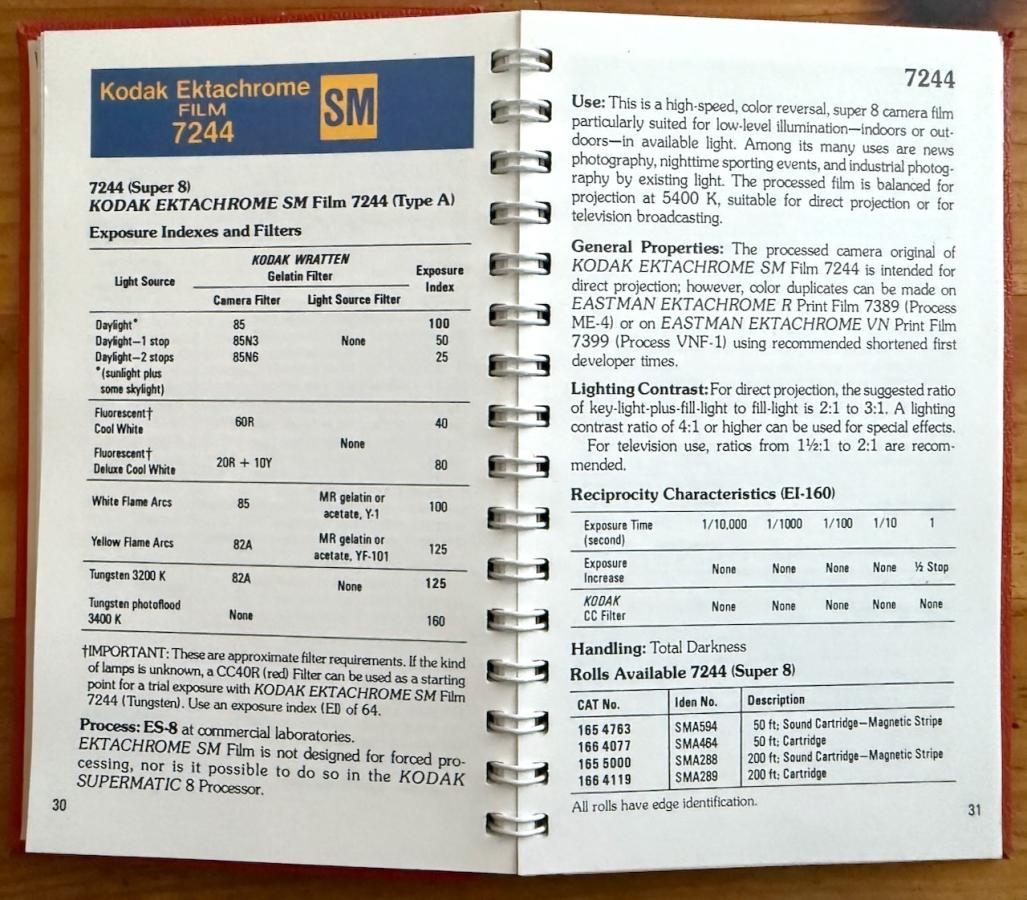 Kodak Ektachrome
FILM
7244
SM
7244 (Super 8)
KODAK EKTACHROME SM Film 7244 (Type A)
Exposure Indexes and Filters
Light Source
KODAK WRATTEN
Gelatin Filter
Exposure
Index
Camera Filter Light Source Filter
Daylight* 85 100
Daylight—1 stop 85N3 None 50
Daylight—2 stops 85N6 25
*(sunlight plus
some skylight)
Fluorescent†
Cool White 60R 40
None
Fluorescent†
Deluxe Cool White 20R + 10Y 80
White Flame Arcs 85 MR gelatin or
acetate, Y-1 100
Yellow Flame Arcs 82A MR gelatin or
acetate, YF-101 125
Tungsten 3200 K 82A None 125
Tungsten photoflood
3400 K None 160
†IMPORTANT: These are approximate filter requirements. If the kind
of lamps is unknown, a CC40R (red) Filter can be used as a starting
point for a trial exposure with KODAK EKTACHROME SM Film
7244 (Tungsten). Use an exposure index (EI) of 64.
Process: ES-8 at commercial laboratories.
EKTACHROME SM Film is not designed for forced pro-
cessing, nor is it possible to do so in the KODAK
SUPERMATIC 8 Processor.
30
7244
Use: This is a high-speed, color reversal, super 8 camera film
particularly suited for low-level illumination—indoors or out-
doors—in available light. Among its many uses are news
photography, nighttime sporting events, and industrial photog-
raphy by existing light. The processed film is balanced for
projection at 5400 K, suitable for direct projection or for
television broadcasting.
General Properties: The processed camera original of
KODAK EKTACHROME SM Film 7244 is intended for
direct projection; however, color duplicates can be made on
EASTMAN EKTACHROME R Print Film 7389 (Process
ME-4) or on EASTMAN EKTACHROME VN Print Film
7399 (Process VNF-1) using recommended shortened first
developer times.
Lighting Contrast: For direct projection, the suggested ratio
of key-light-plus-fill-light to fill-light is 2:1 to 3:1. A lighting
contrast ratio of 4:1 or higher can be used for special effects.
For television use, ratios from 1½:1 to 2:1 are recom-
mended.
Reciprocity Characteristics (EI-160)
Exposure Time 1/10,000 1/1000 1/100 1/10 1
(second)
Exposure
Increase None None None None ½ Stop
KODAK
CC Filter None None None None None
Handling: Total Darkness
Rolls Available 7244 (Super 8)
CAT No. Iden No. Description
165 4763 SMA594 50 ft; Sound Cartridge—Magnetic Stripe
166 4077 SMA464 50 ft; Cartridge
165 5000 SMA288 200 ft; Sound Cartridge—Magnetic Stripe
166 4119 SMA289 200 ft; Cartridge
All rolls have edge identification.
31